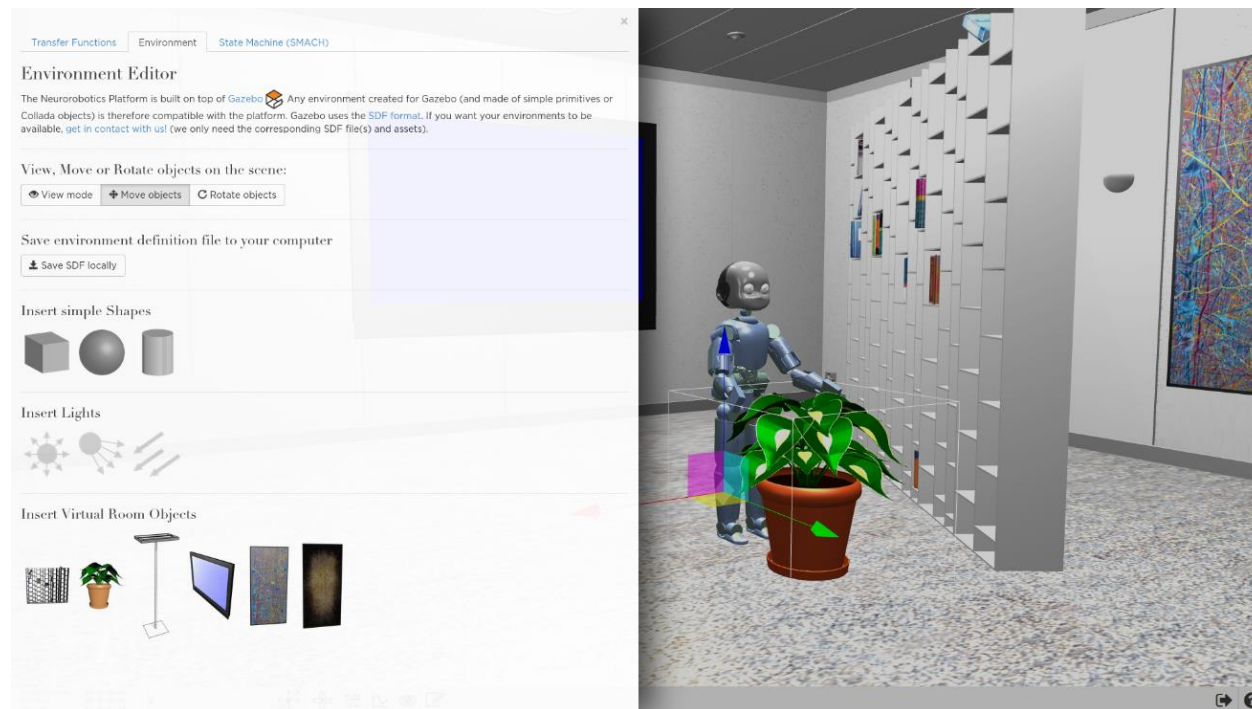 ×
Transfer Functions Environment State Machine (SMACH)
Environment Editor
The Neurorobotics Platform is built on top of Gazebo Any environment created for Gazebo (and made of simple primitives or
Collada objects) is therefore compatible with the platform. Gazebo uses the SDF format. If you want your environments to be
available, get in contact with us! (we only need the corresponding SDF file(s) and assets).
View, Move or Rotate objects on the scene:
View mode Move objects Rotate objects
Save environment definition file to your computer
Save SDF locally
Insert simple Shapes
Insert Lights
Insert Virtual Room Objects